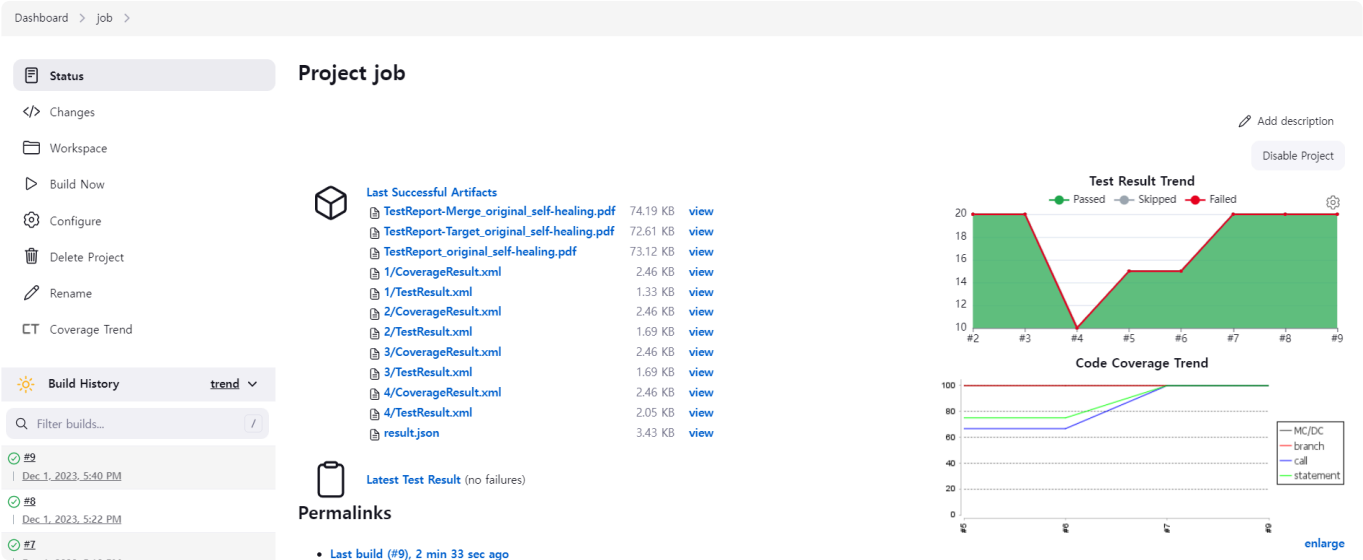 Dashboard > job >
Status
Changes
Workspace
Build Now
Configure
Delete Project
Rename
CT Coverage Trend
Build History trend
Filter builds... /
#9
Dec 1, 2023, 5:40 PM
#8
Dec 1, 2023, 5:22 PM
#7
Project job
Add description
Disable Project
Last Successful Artifacts
TestReport-Merge_original_self-healing.pdf 74.19 KB view
TestReport-Target_original_self-healing.pdf 72.61 KB view
TestReport_original_self-healing.pdf 73.12 KB view
1/CoverageResult.xml 2.46 KB view
1/TestResult.xml 1.33 KB view
2/CoverageResult.xml 2.46 KB view
2/TestResult.xml 1.69 KB view
3/CoverageResult.xml 2.46 KB view
3/TestResult.xml 1.69 KB view
4/CoverageResult.xml 2.46 KB view
4/TestResult.xml 2.05 KB view
result.json 3.43 KB view
Latest Test Result (no failures)
Permalinks
Last build (#9), 2 min 33 sec ago
Test Result Trend
Passed Skipped Failed
20
18
16
14
12
10
#2 #3 #4 #5 #6 #7 #8 #9
Code Coverage Trend
100
80
60
40
20
0
#5 #6 #7 #9
MC/DC
branch
call
statement
enlarge